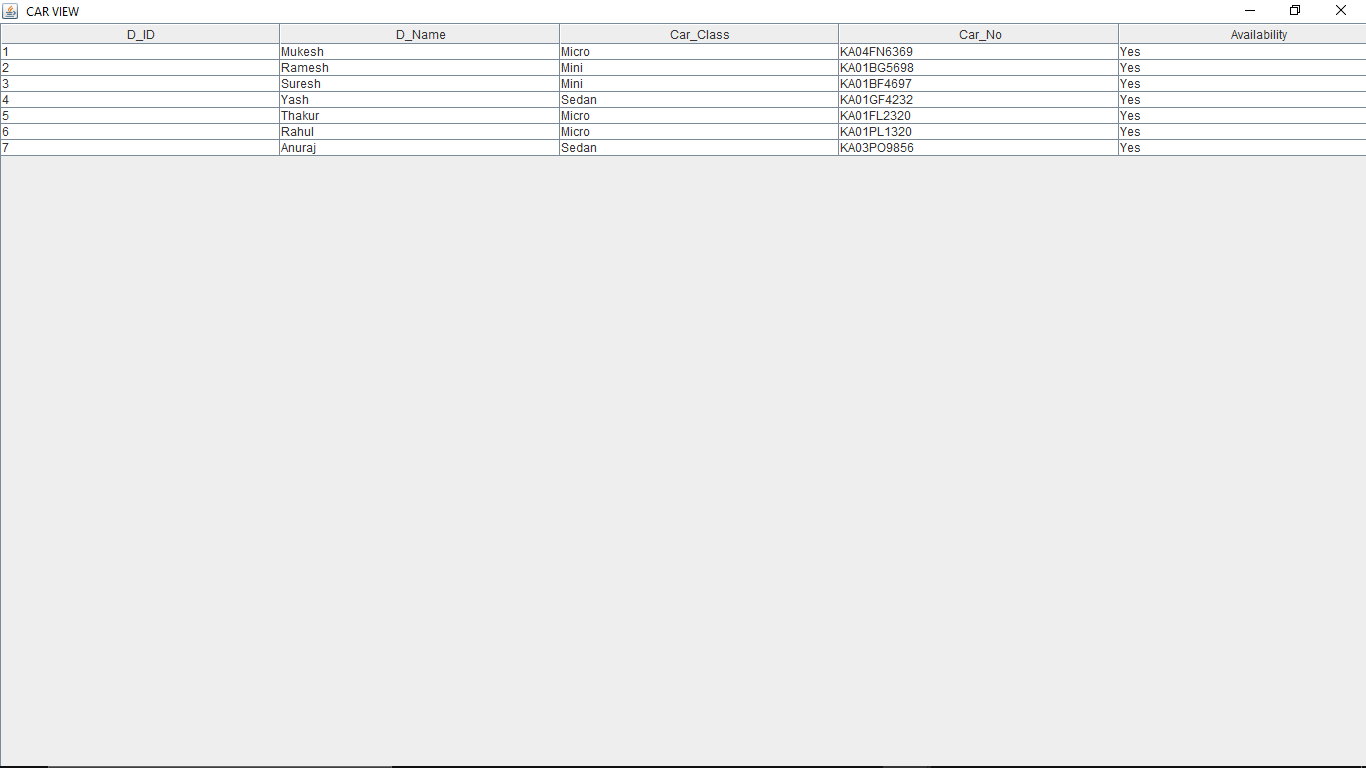 CAR VIEW
D_ID D_Name Car_Class Car_No Availability
1 Mukesh Micro KA04FN6369 Yes
2 Ramesh Mini KA01BG5698 Yes
3 Suresh Mini KA01BF4697 Yes
4 Yash Sedan KA01GF4232 Yes
5 Thakur Micro KA01FL2320 Yes
6 Rahul Micro KA01PL1320 Yes
7 Anuraj Sedan KA03PO9856 Yes